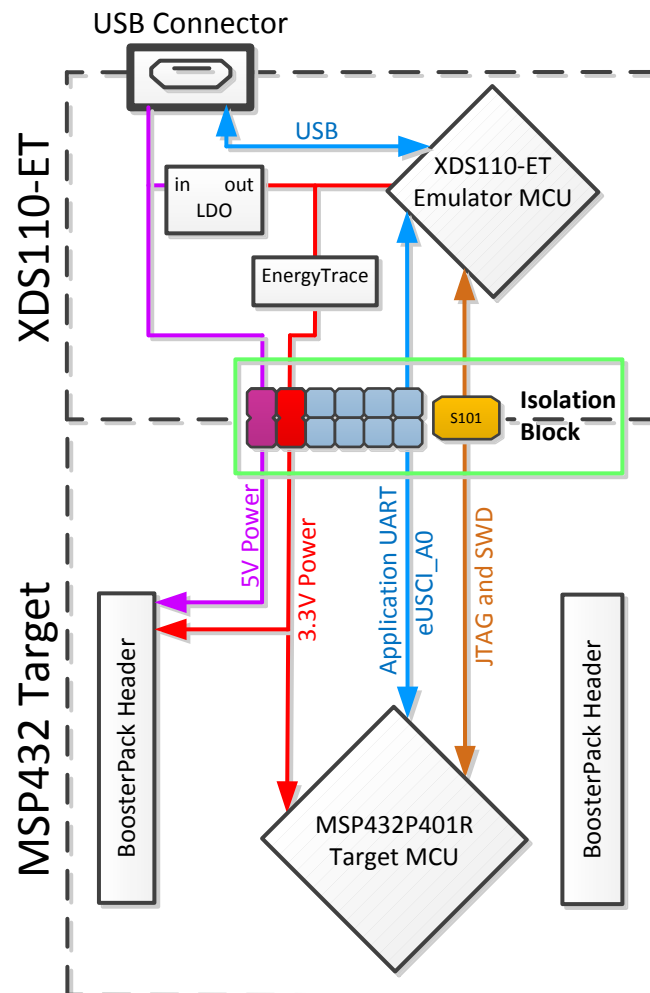 USB Connector
XDS110-ET
USB
XDS110-ET
Emulator MCU
in out
LDO
EnergyTrace
S101
Isolation
Block
MSP432 Target
5V Power
3.3V Power
Application UART
eUSCI_A0
JTAG and SWD
BoosterPack Header
BoosterPack Header
MSP432P401R
Target MCU